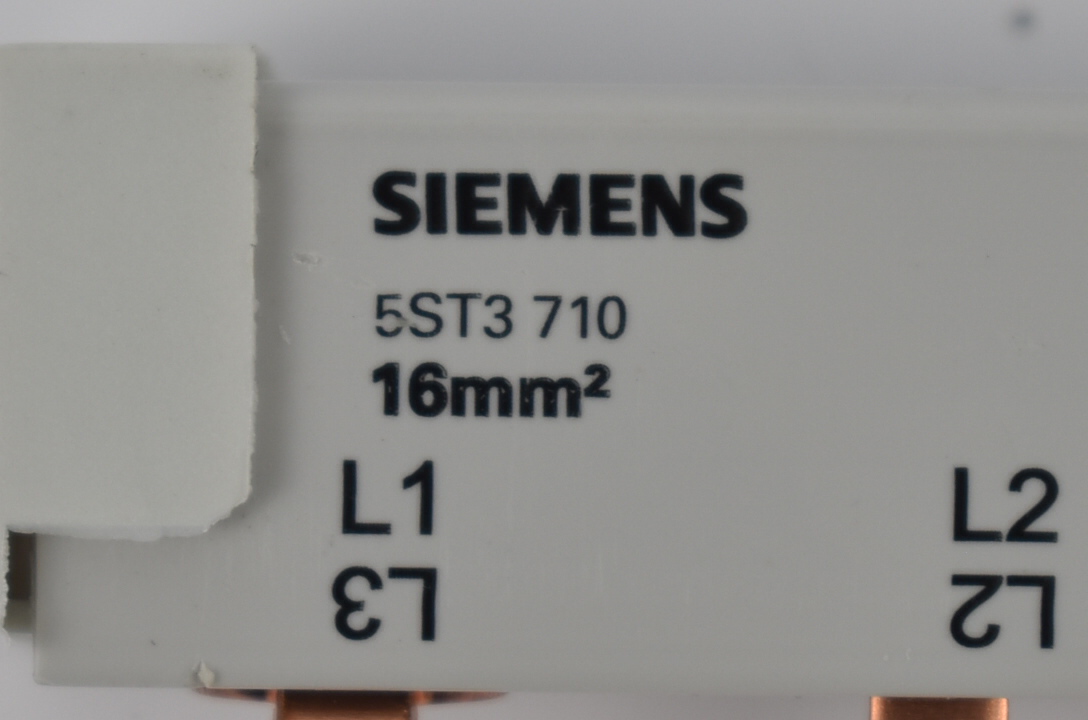 SIEMENS
5ST3 710
16mm²
L1 L2
L3 L2